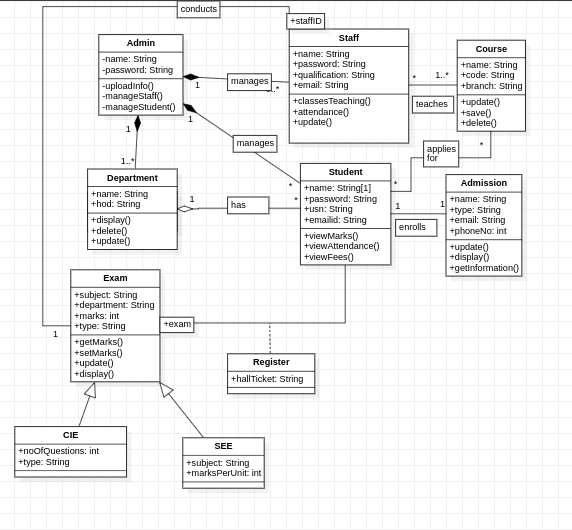 conducts
+staffID
Staff
+name: String
+password: String
+qualification: String
+email: String
+classesTeaching()
+attendance()
+update()
Admin
-name: String
-password: String
-uploadInfo()
-manageStaff()
-manageStudent()
1
manages
..*
*
1..*
teaches
Course
+name: String
+code: String
+branch: String
+update()
+save()
+delete()
1
manages
*
*
applies
for
*
1
1..*
Department
+name: String
+hod: String
+display()
+delete()
+update()
1
has
*
Student
+name: String[1]
+password: String
+usn: String
+emailid: String
+viewMarks()
+viewAttendance()
+viewFees()
1
1
enrolls
Admission
+name: String
+type: String
+email: String
+phoneNo: int
+update()
+display()
+getInformation()
Exam
+subject: String
+department: String
+marks: int
+type: String
+getMarks()
+setMarks()
+update()
+display()
1
+exam
Register
+hallTicket: String
CIE
+noOfQuestions: int
+type: String
SEE
+subject: String
+marksPerUnit: int